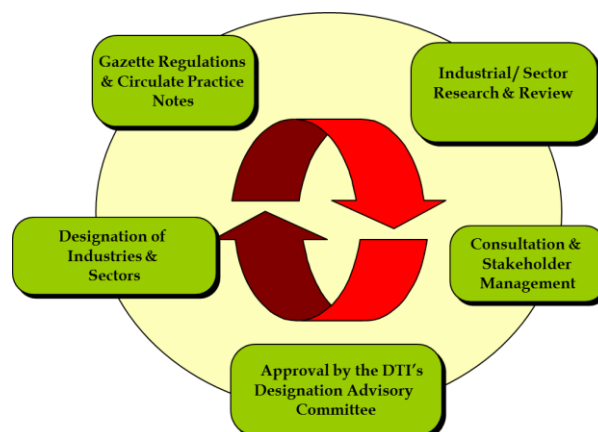 Gazette Regulations
& Circulate Practice
Notes
Industrial/ Sector
Research & Review
Designation of
Industries &
Sectors
Consultation &
Stakeholder
Management
Approval by the DTI's
Designation Advisory
Committee